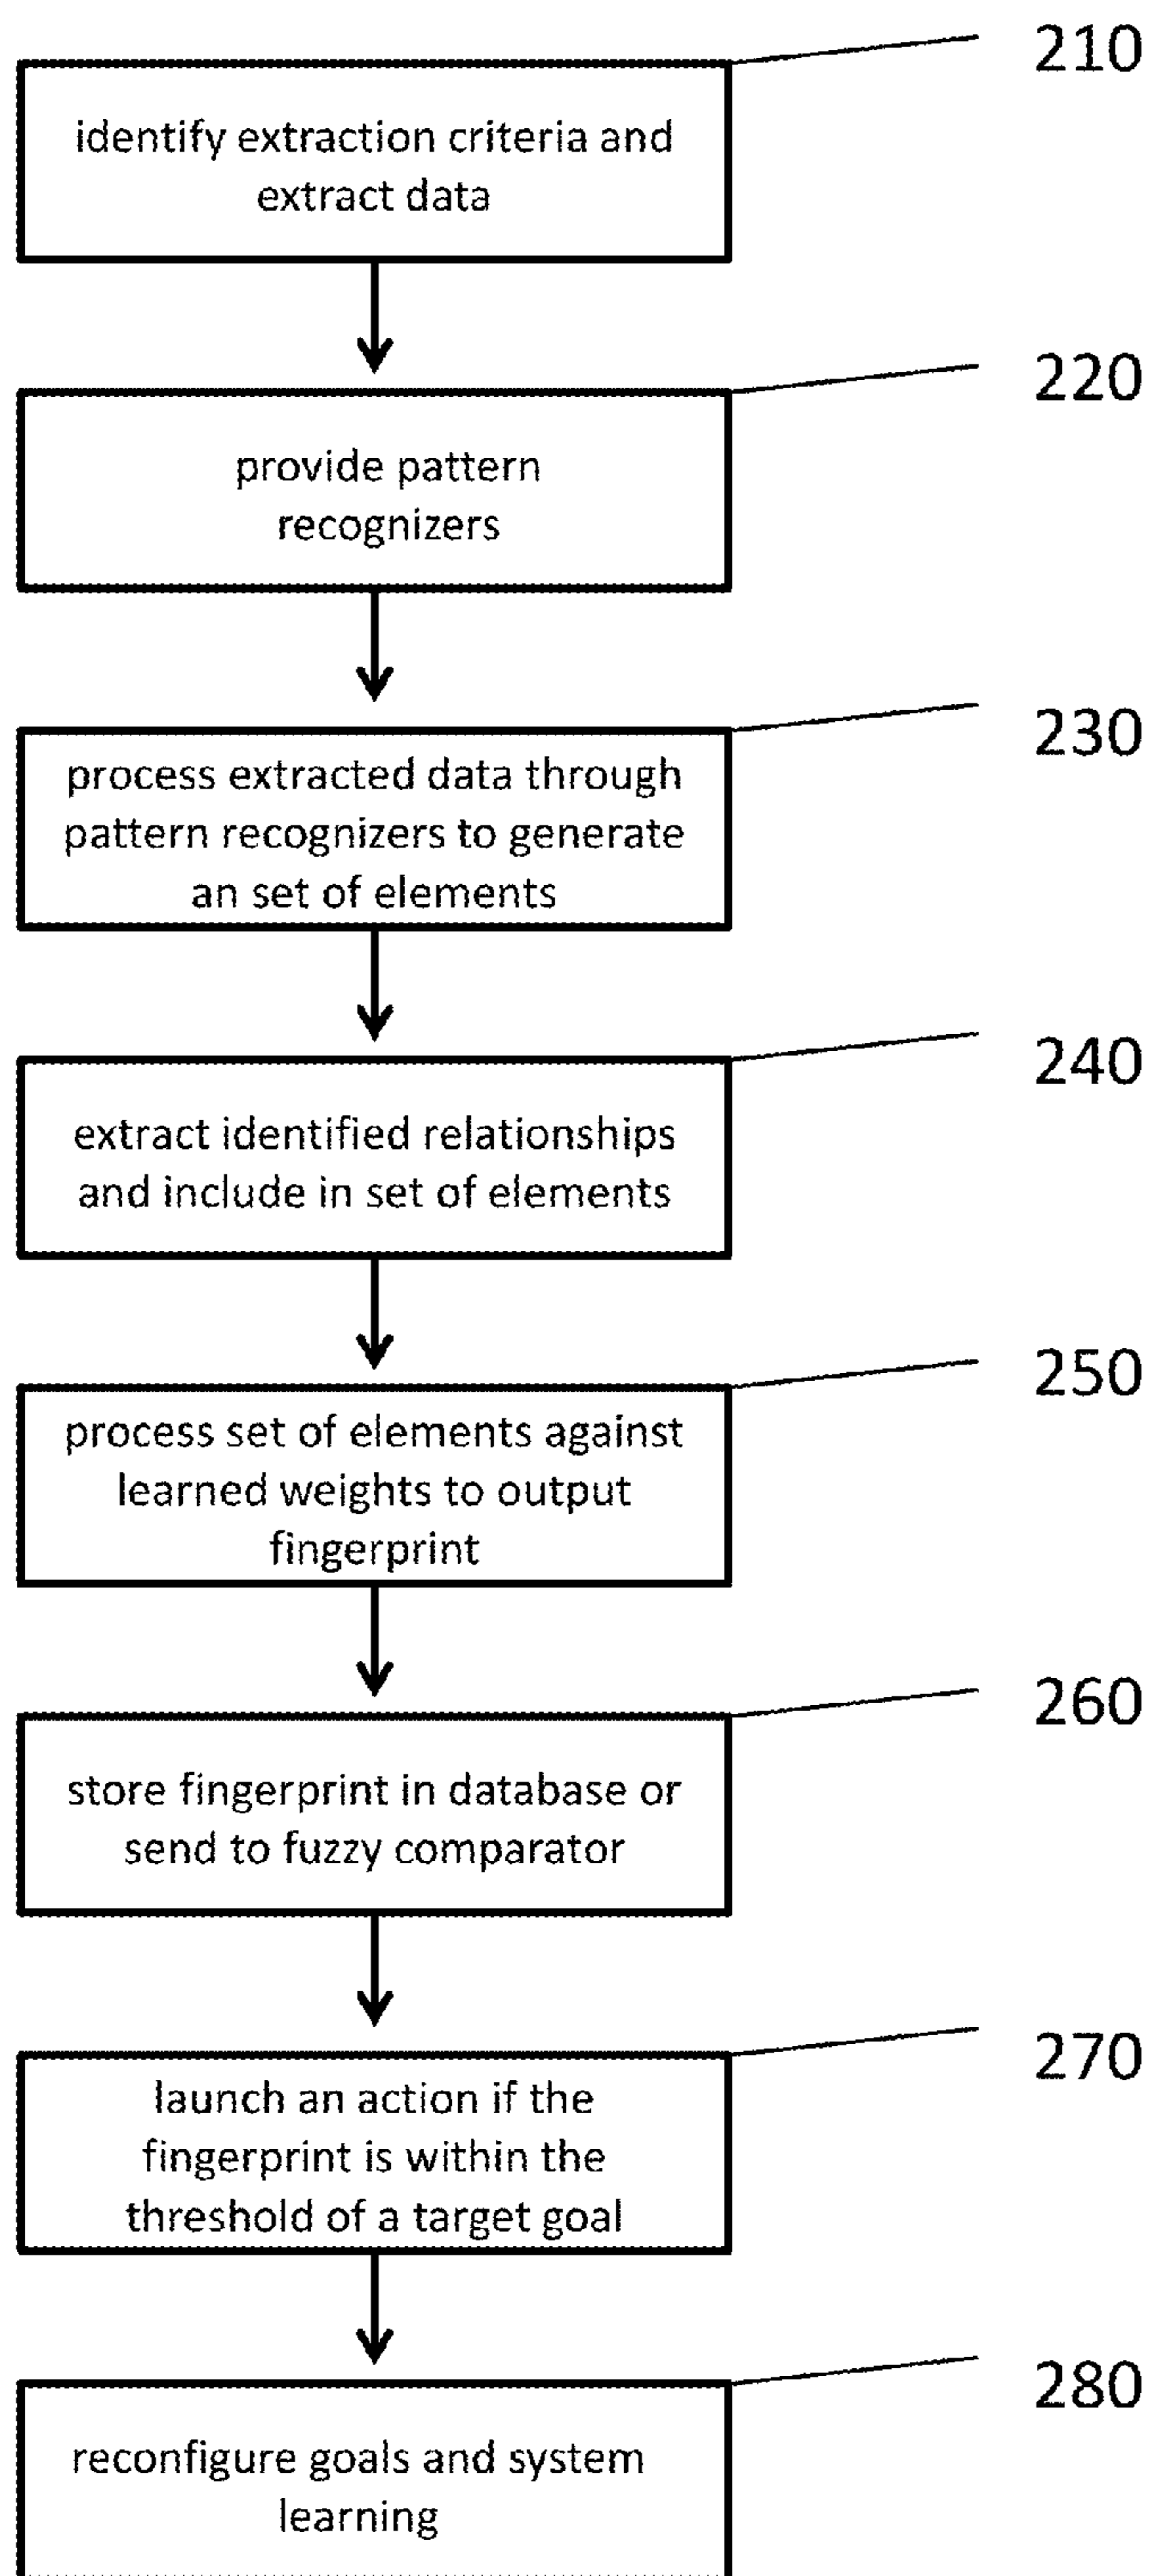 210
identify extraction criteria and
extract data
220
provide pattern
recognizers
230
process extracted data through
pattern recognizers to generate
an set of elements
240
extract identified relationships
and include in set of elements
250
process set of elements against
learned weights to output
fingerprint
260
store fingerprint in database or
send to fuzzy comparator
270
launch an action if the
fingerprint is within the
threshold of a target goal
280
reconfigure goals and system
learning